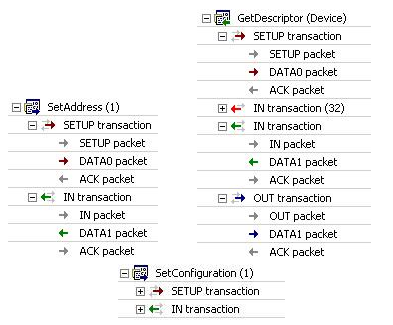 SetAddress (1)
SETUP transaction
SETUP packet
DATA0 packet
ACK packet
IN transaction
IN packet
DATA1 packet
ACK packet
GetDescriptor (Device)
SETUP transaction
SETUP packet
DATA0 packet
ACK packet
IN transaction (32)
IN transaction
IN packet
DATA1 packet
ACK packet
OUT transaction
OUT packet
DATA1 packet
ACK packet
SetConfiguration (1)
SETUP transaction
IN transaction